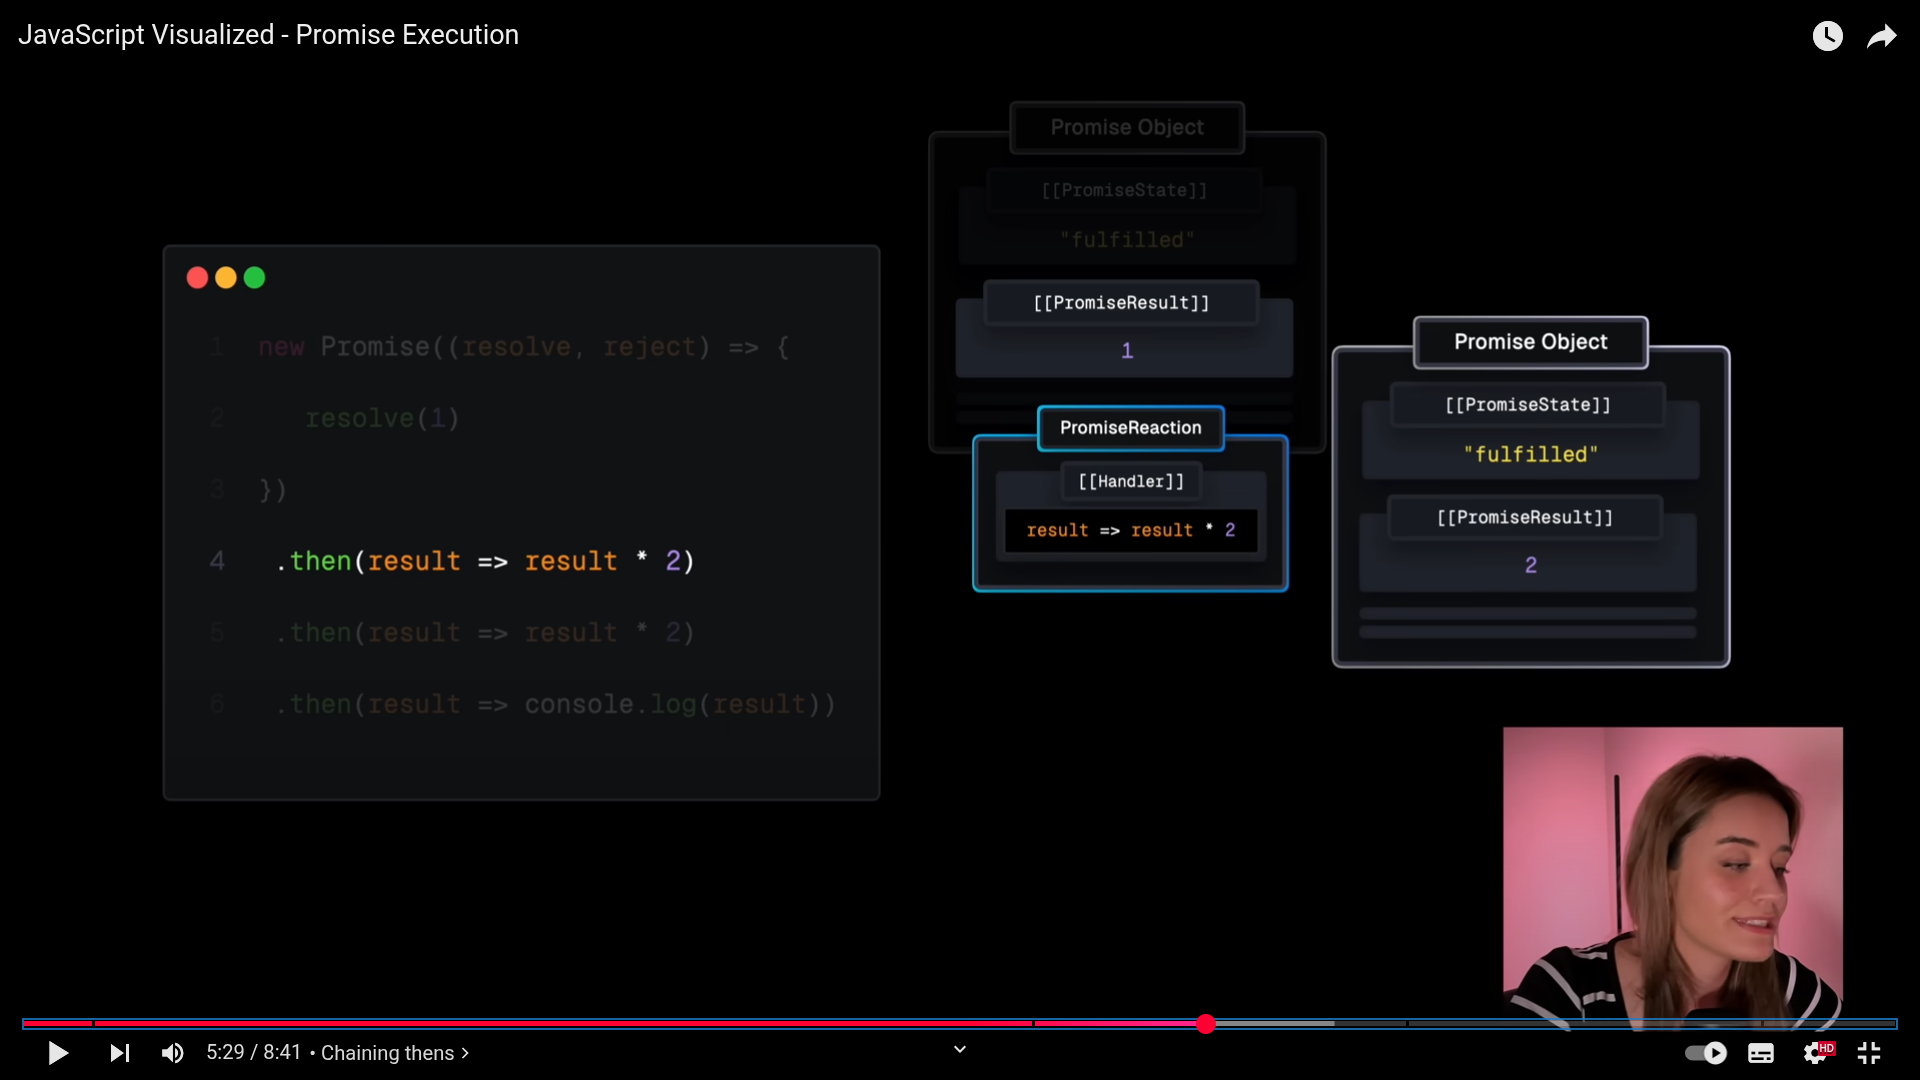 JavaScript Visualized - Promise Execution
1 new Promise((resolve, reject) => {
2 resolve(1)
3 })
4 .then(result => result * 2)
5 .then(result => result * 2)
6 .then(result => console.log(result))
Promise Object
[[PromiseState]]
"fulfilled"
[[PromiseResult]]
1
PromiseReaction
[[Handler]]
result => result * 2
Promise Object
[[PromiseState]]
"fulfilled"
[[PromiseResult]]
2
5:29 / 8:41 • Chaining thens
HD